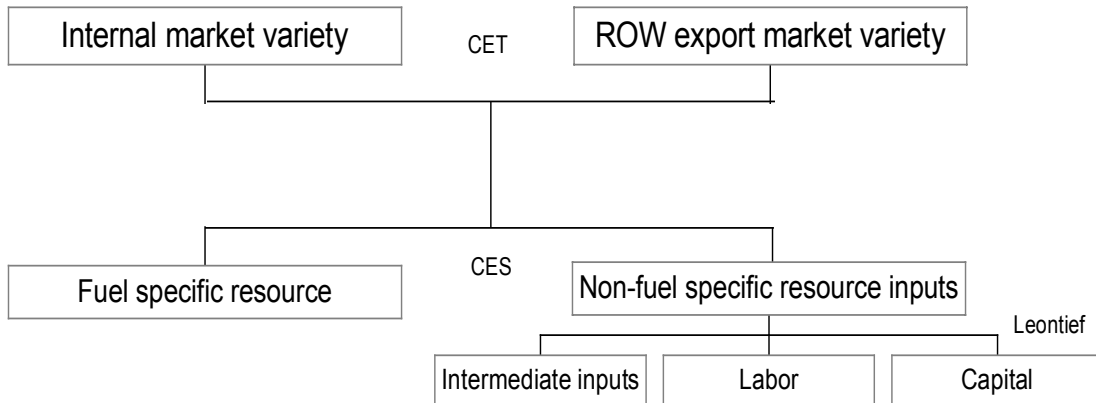 Internal market variety
CET
ROW export market variety
Fuel specific resource
CES
Non-fuel specific resource inputs
Leontief
Intermediate inputs
Labor
Capital